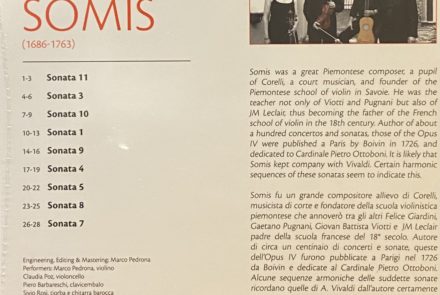 SOMIS
(1686-1763)
1-3 Sonata 11
4-6 Sonata 3
7-9 Sonata 10
10-13 Sonata 1
14-16 Sonata 9
17-19 Sonata 4
20-22 Sonata 5
23-25 Sonata 8
26-28 Sonata 7
Engineering, Editing & Mastering: Marco Pedrona
Performers: Marco Pedrona, violino
Claudia Poz, violoncello
Piero Barbareschi, clavicembalo
Sivio Rosi, tiorba e chitarra barocca
Somis was a great Piemontese composer, a pupil
of Corelli, a court musician, and founder of the
Piemontese school of violin in Savoie. He was the
teacher not only of Viotti and Pugnani but also of
JM Leclair, thus becoming the father of the French
school of violin in the 18th century. Author of about
a hundred concertos and sonatas, those of the Opus
IV were published a Paris by Boivin in 1726, and
dedicated to Cardinale Pietro Ottoboni. It is likely that
Somis kept company with Vivaldi. Certain harmonic
sequences of these sonatas seem to indicate this.
Somis fu un grande compositore allievo di Corelli,
musicista di corte e fondatore della scuola violinistica
piemontese che annoverò tra gli altri Felice Giardini,
Gaetano Pugnani, Giovan Battista Viotti e JM Leclair
padre della scuola francese del 18° secolo. Autore
di circa un centinaio di concerti e sonate, queste
dell'Opus IV furono pubblicate a Parigi nel 1726
da Boivin e dedicate al Cardinale Pietro Ottoboni.
Alcune sequenze armoniche delle suddette sonate
ricordano quelle di A. Vivaldi dall'autore certamente